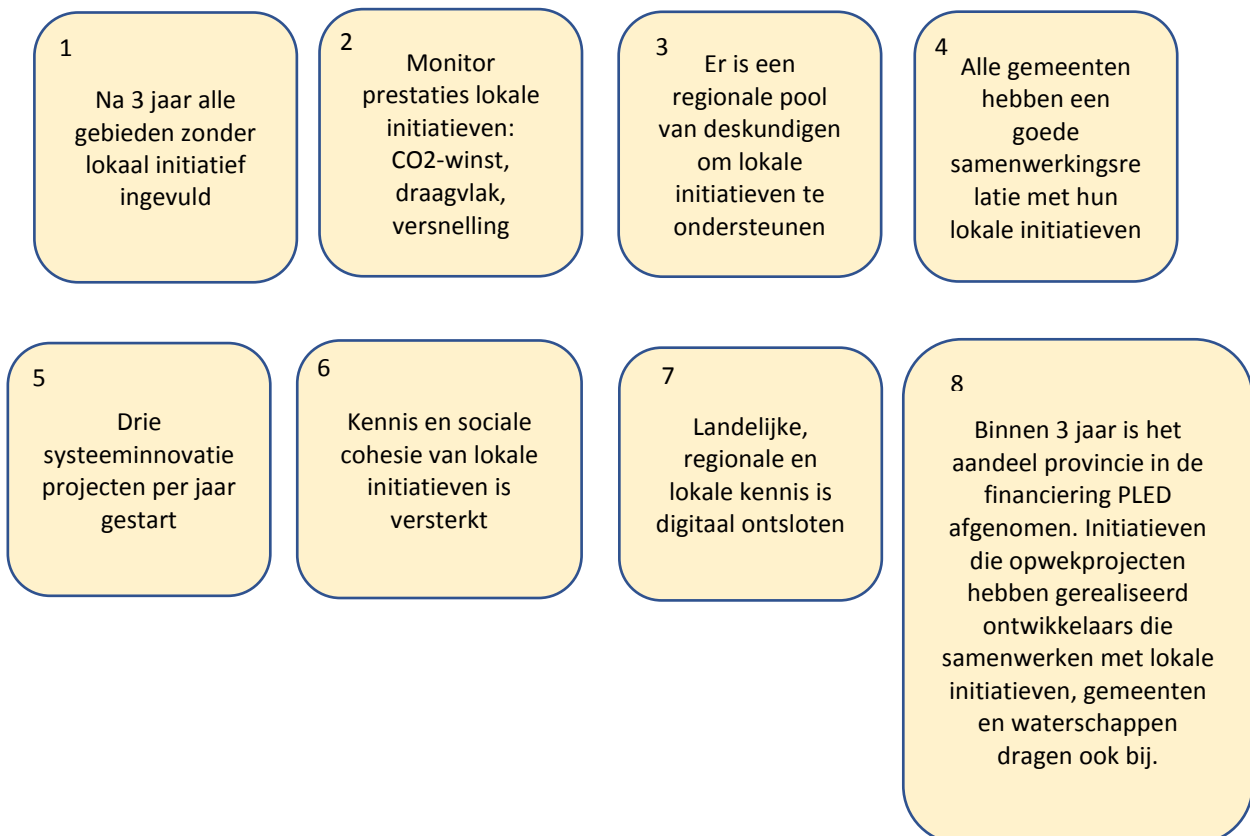 1
Na 3 jaar alle
gebieden zonder
lokaal initiatief
ingevuld
2
Monitor
prestaties lokale
initiatieven:
CO2-winst,
draagvlak,
versnelling
3
Er is een
regionale pool
van deskundigen
om lokale
initiatieven te
ondersteunen
4
Alle gemeenten
hebben een
goede
samenwerkingsre
latie met hun
lokale initiatieven
5
Drie
systeeminnovatie
projecten per jaar
gestart
6
Kennis en sociale
cohesie van lokale
initiatieven is
versterkt
7
Landelijke,
regionale en
lokale kennis is
digitaal ontsloten
8
Binnen 3 jaar is het
aandeel provincie in de
financiering PLED
afgenomen. Initiatieven
die opwekprojecten
hebben gerealiseerd
ontwikkelaars die
samenwerken met lokale
initiatieven, gemeenten
en waterschappen
dragen ook bij.